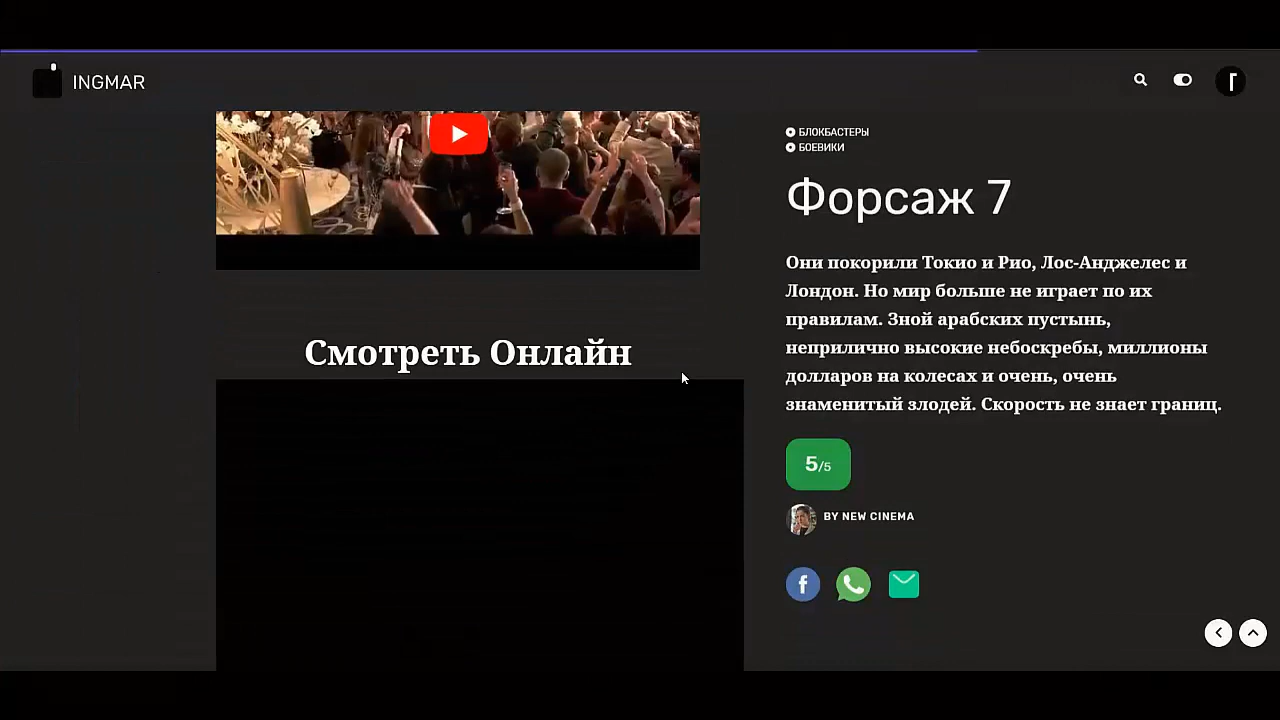 INGMAR
БЛОКБАСТЕРЫ
БОЕВИКИ
Форсаж 7
Они покорили Токио и Рио, Лос-Анджелес и
Лондон. Но мир больше не играет по их
правилам. Зной арабских пустынь,
неприлично высокие небоскребы, миллионы
долларов на колесах и очень, очень
знаменитый злодей. Скорость не знает границ.
5/5
BY NEW CINEMA
Смотреть Онлайн